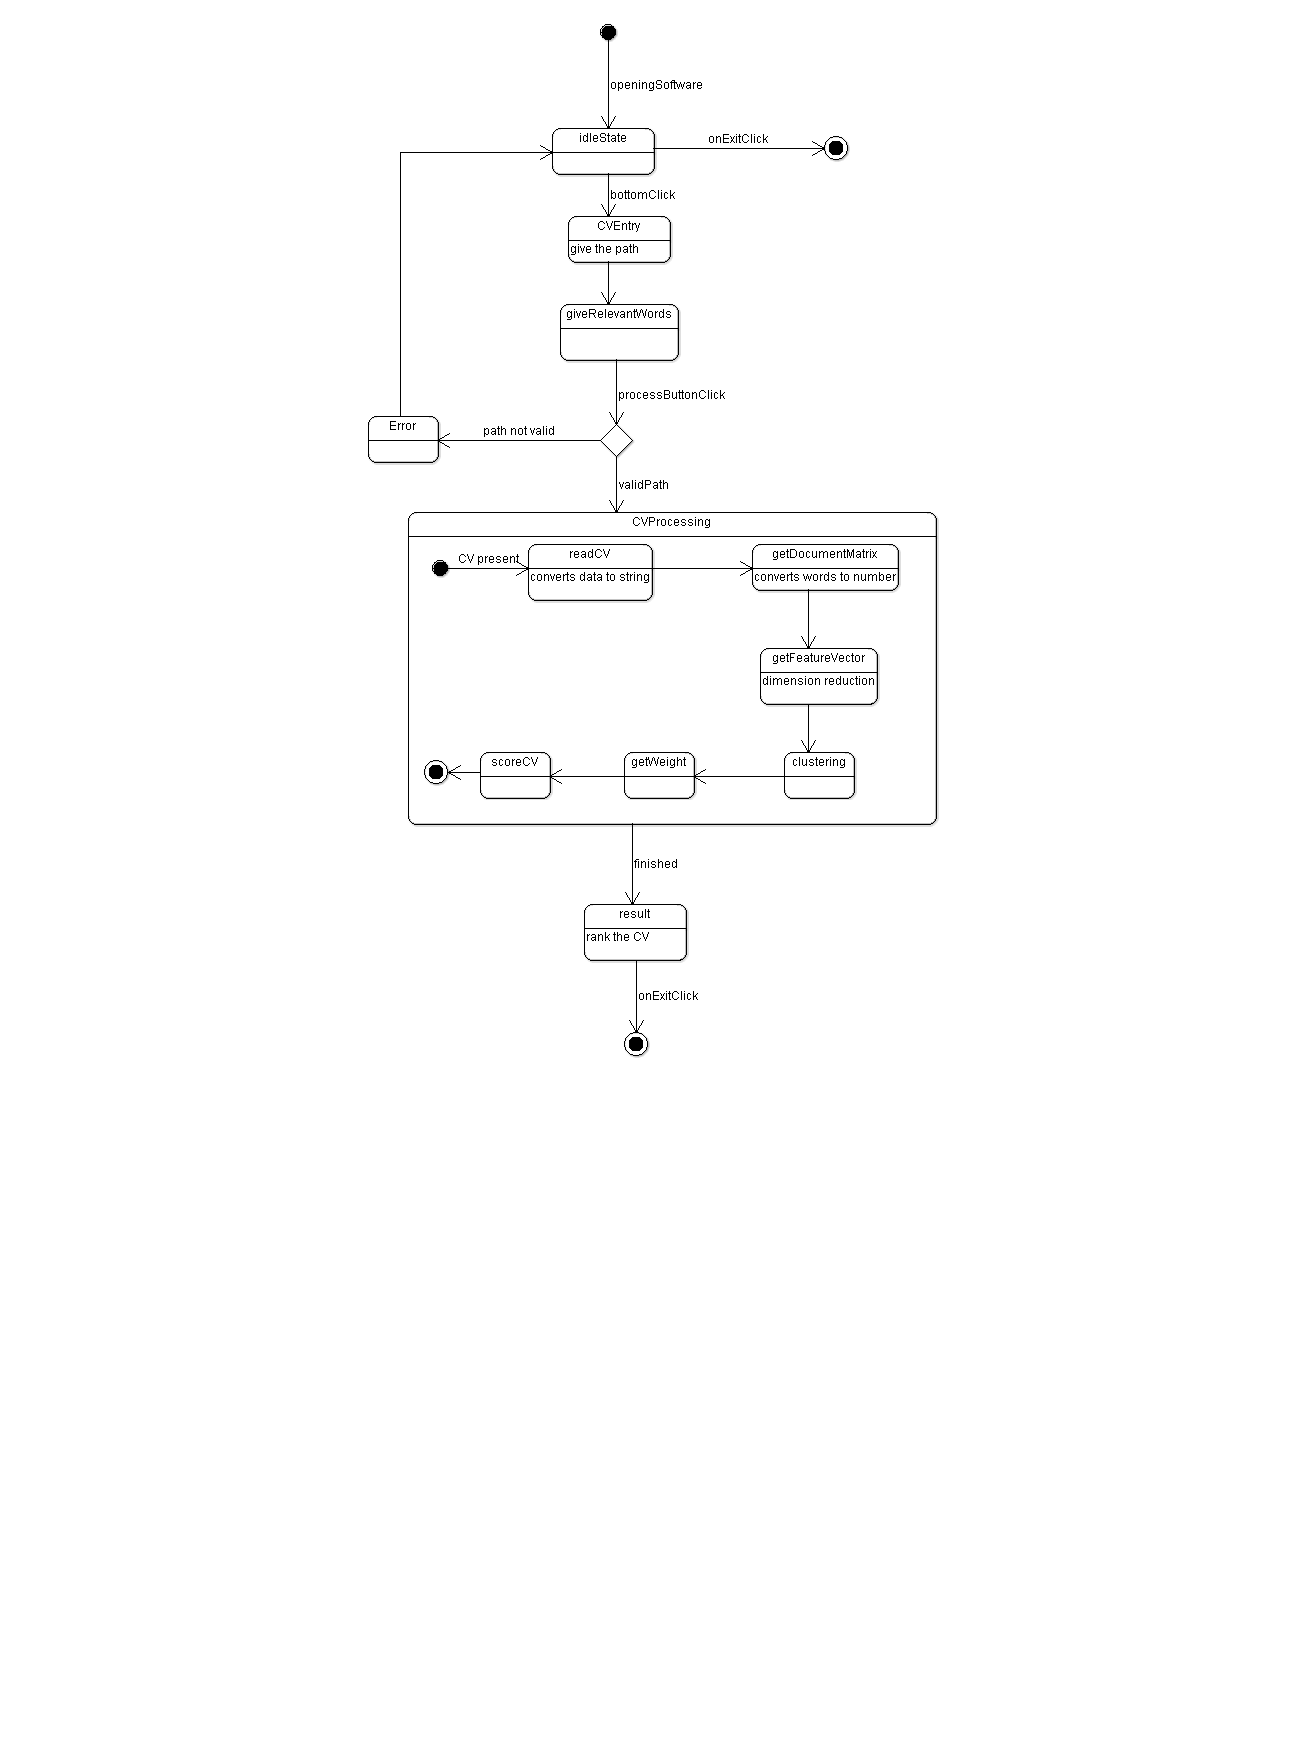 openingSoftware
idleState
onExitClick
bottomClick
CVEntry
give the path
giveRelevantWords
processButtonClick
Error
path not valid
validPath
CVProcessing
CV present
readCV
converts data to string
getDocumentMatrix
converts words to number
getFeatureVector
dimension reduction
scoreCV
getWeight
clustering
finished
result
rank the CV
onExitClick